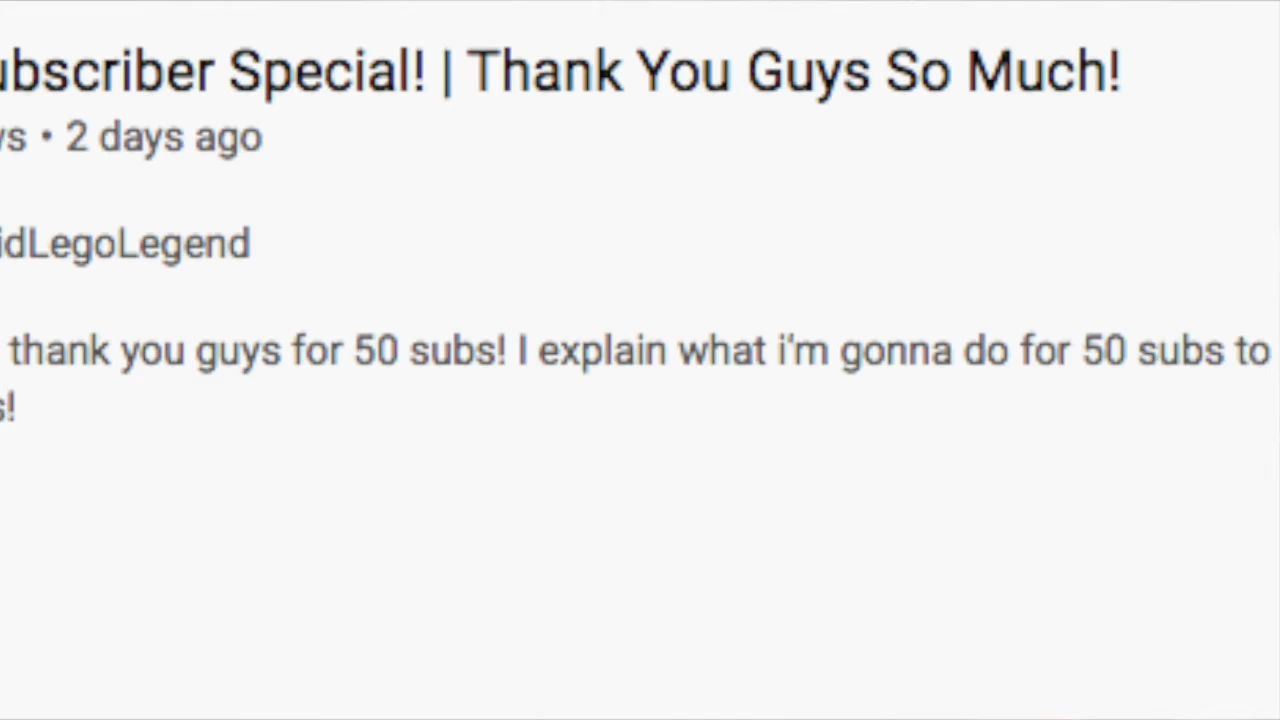 ubscriber Special! | Thank You Guys So Much!
ws • 2 days ago
idLegoLegend
thank you guys for 50 subs! I explain what i'm gonna do for 50 subs to
s!